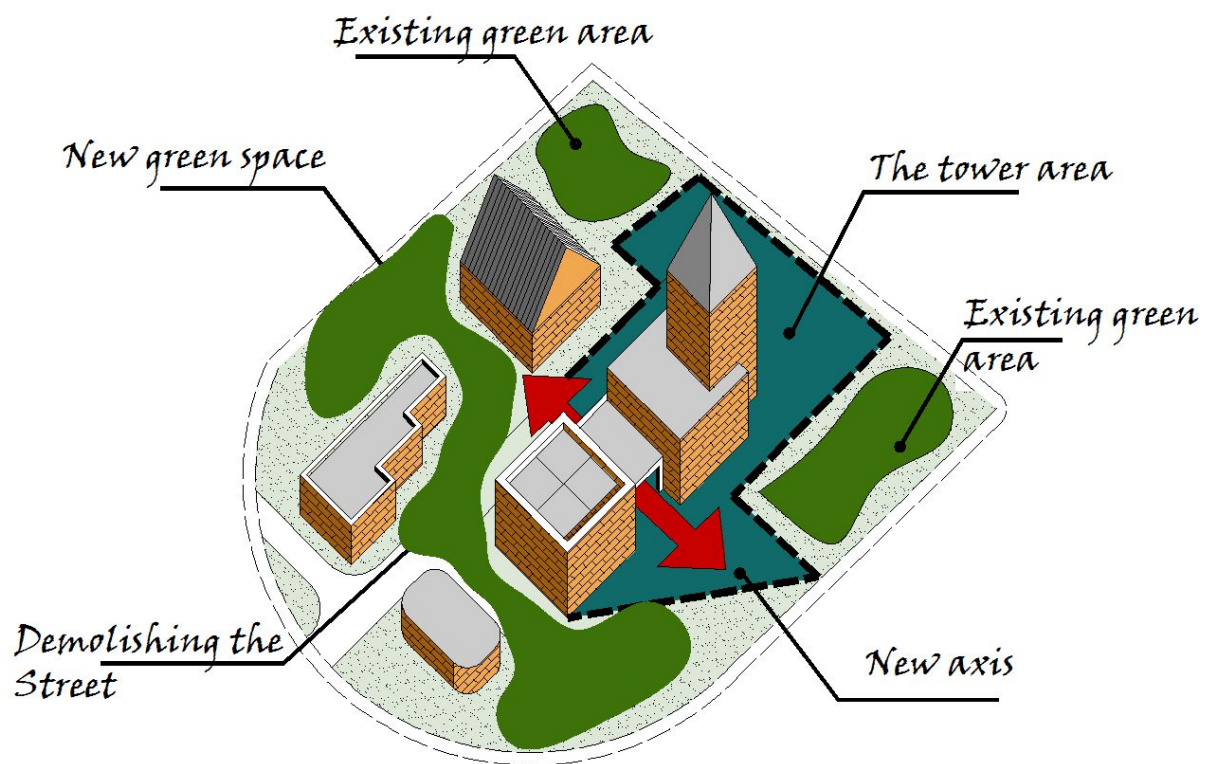 Existing green area
New green space
The tower area
Existing green
area
Demolishing the
Street
New axis